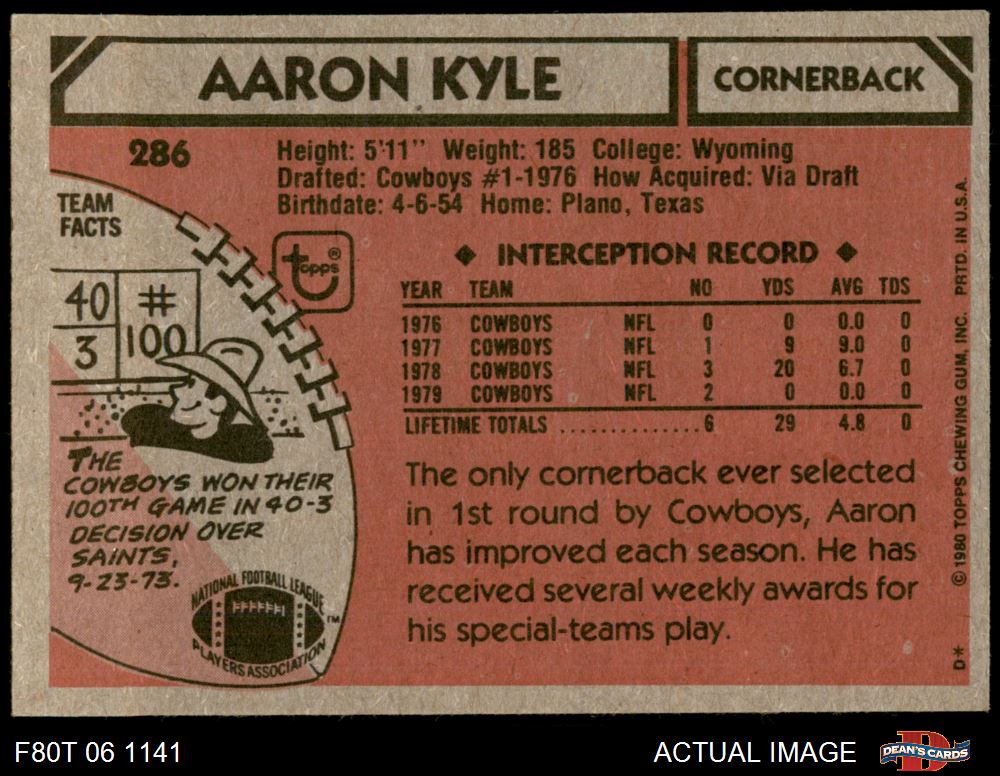 AARON KYLE
CORNERBACK
286
Height: 5'11" Weight: 185 College: Wyoming
Drafted: Cowboys #1-1976 How Acquired: Via Draft
Birthdate: 4-6-54 Home: Plano, Texas
TEAM
FACTS
40 #
3 100
topps®
THE
COWBOYS WON THEIR
100TH GAME IN 40-3
DECISION OVER
SAINTS,
9-23-73.
NATIONAL FOOTBALL LEAGUE
PLAYERS ASSOCIATION
TM
◆ INTERCEPTION RECORD ◆
YEAR TEAM NO YDS AVG TDS
1976 COWBOYS NFL 0 0 0.0 0
1977 COWBOYS NFL 1 9 9.0 0
1978 COWBOYS NFL 3 20 6.7 0
1979 COWBOYS NFL 2 0 0.0 0
LIFETIME TOTALS .............. 6 29 4.8 0
The only cornerback ever selected
in 1st round by Cowboys, Aaron
has improved each season. He has
received several weekly awards for
his special-teams play.
D* © 1980 TOPPS CHEWING GUM, INC. PRTD. IN U.S.A.
F80T 06 1141
ACTUAL IMAGE
DEAN'S CARDS